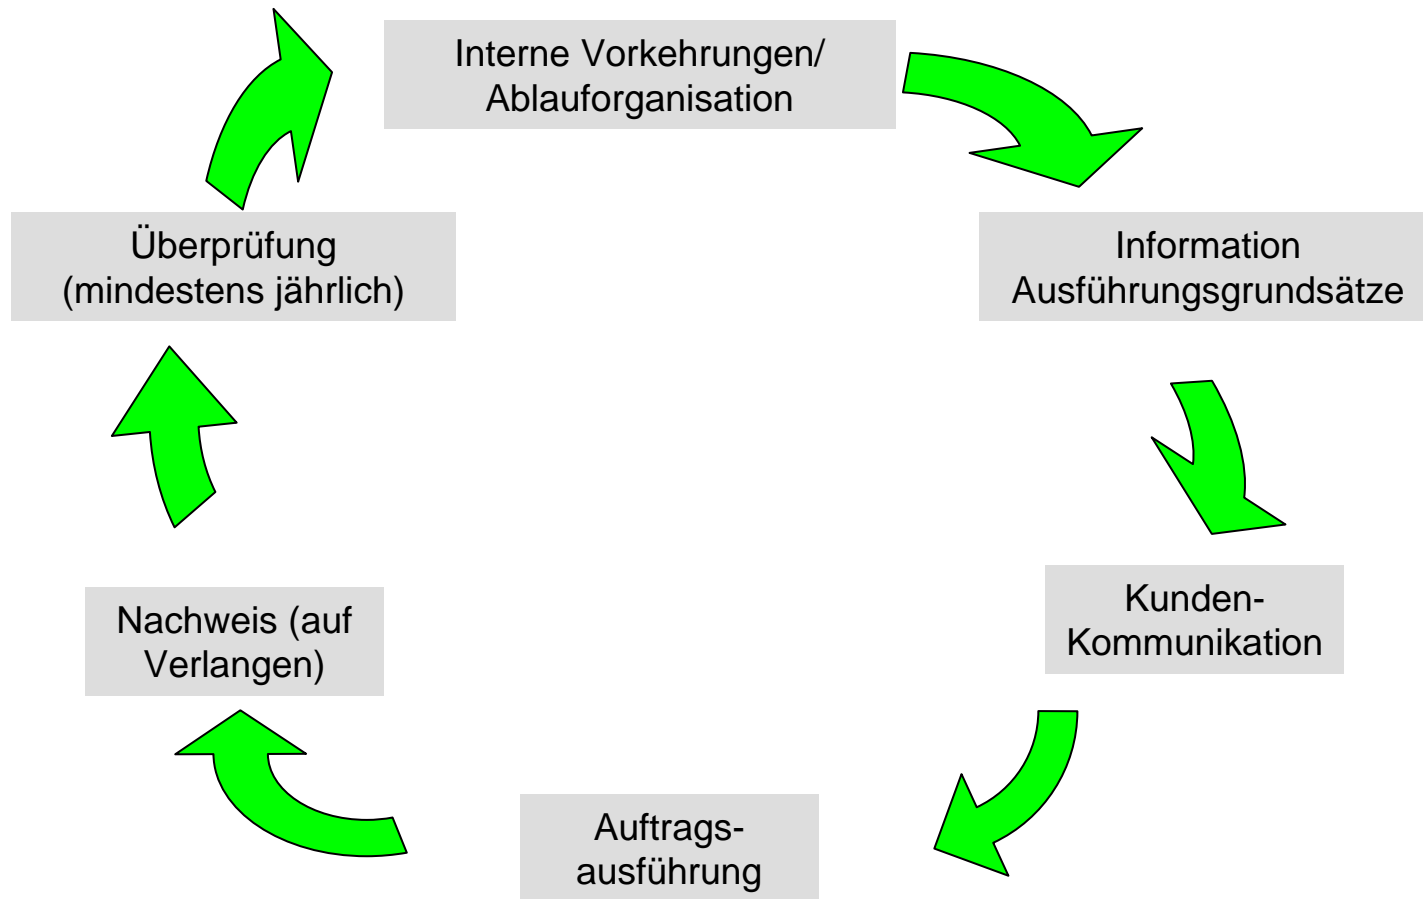 Interne Vorkehrungen/
Ablauforganisation
Information
Ausführungsgrundsätze
Kunden-
Kommunikation
Auftrags-
ausführung
Nachweis (auf
Verlangen)
Überprüfung
(mindestens jährlich)